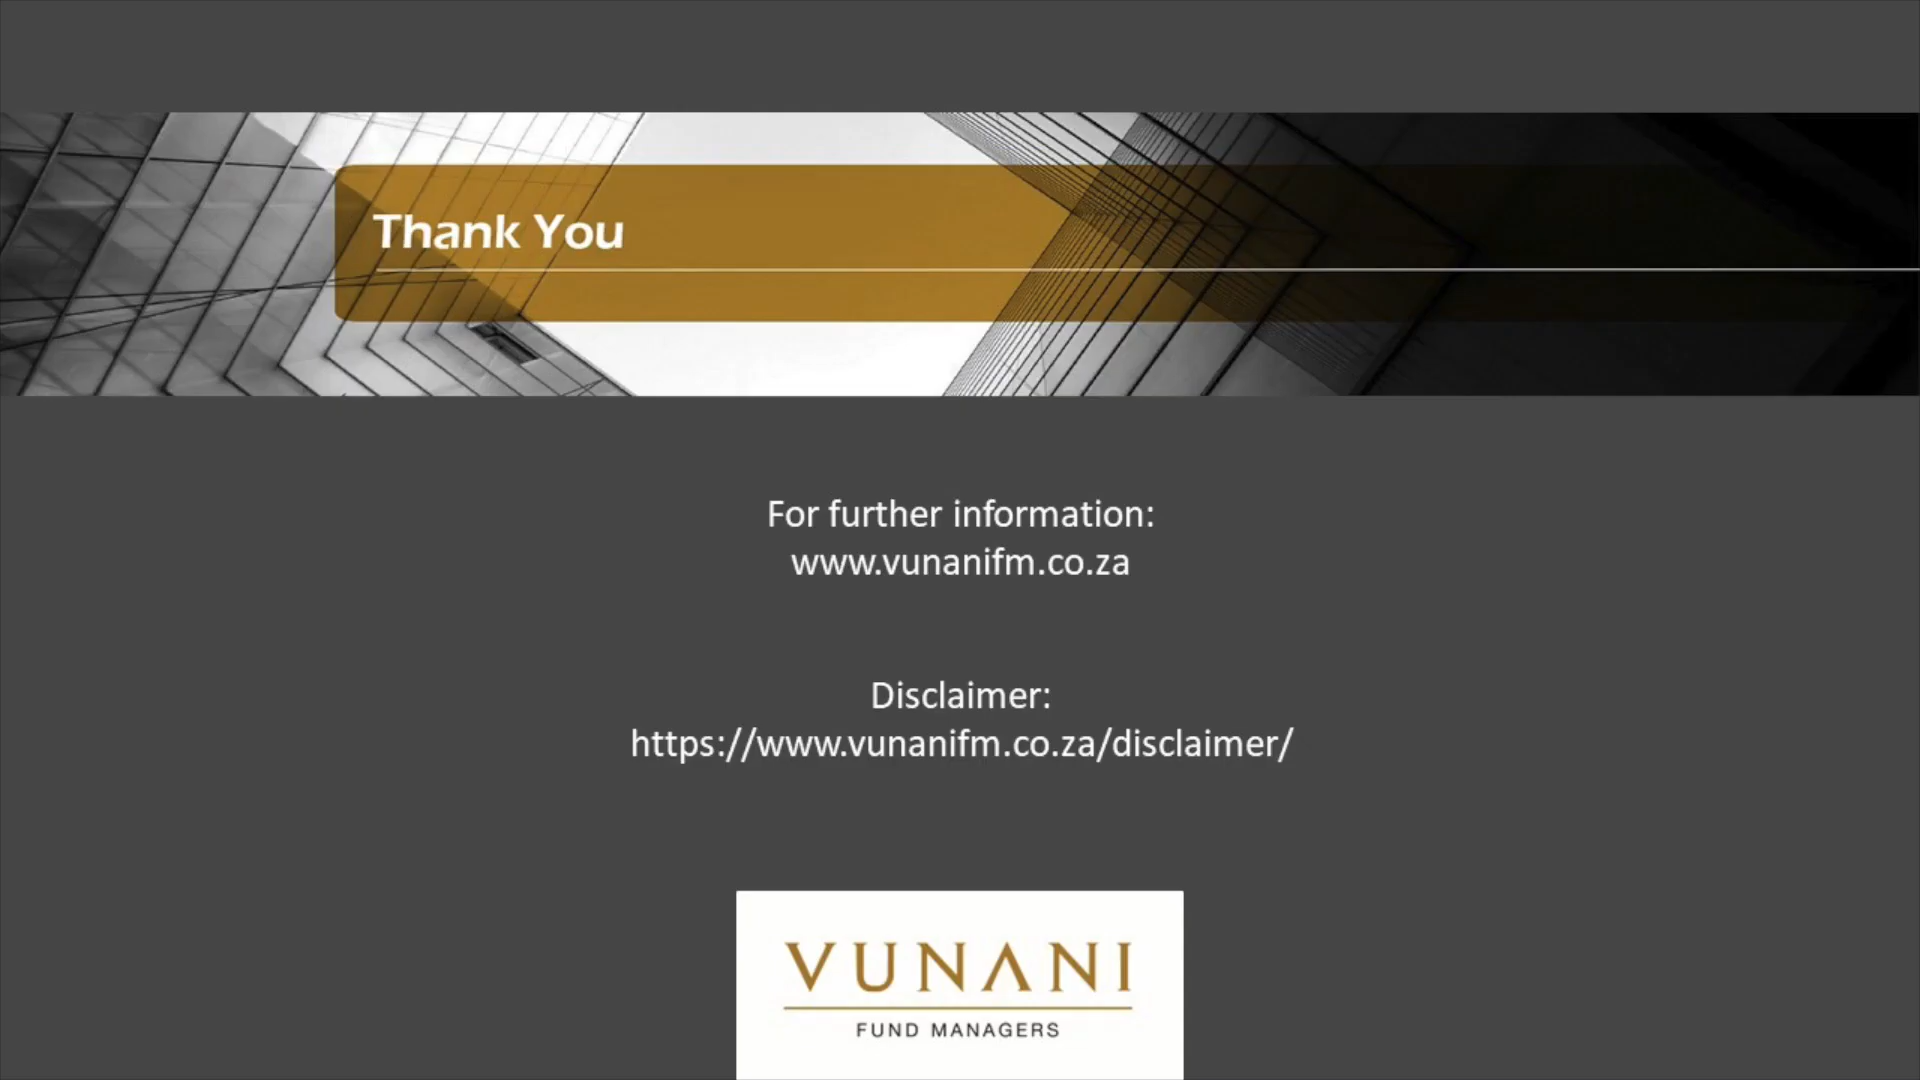 Thank You
For further information:
www.vunanifm.co.za
Disclaimer:
https://www.vunanifm.co.za/disclaimer/
VUNANI
FUND MANAGERS